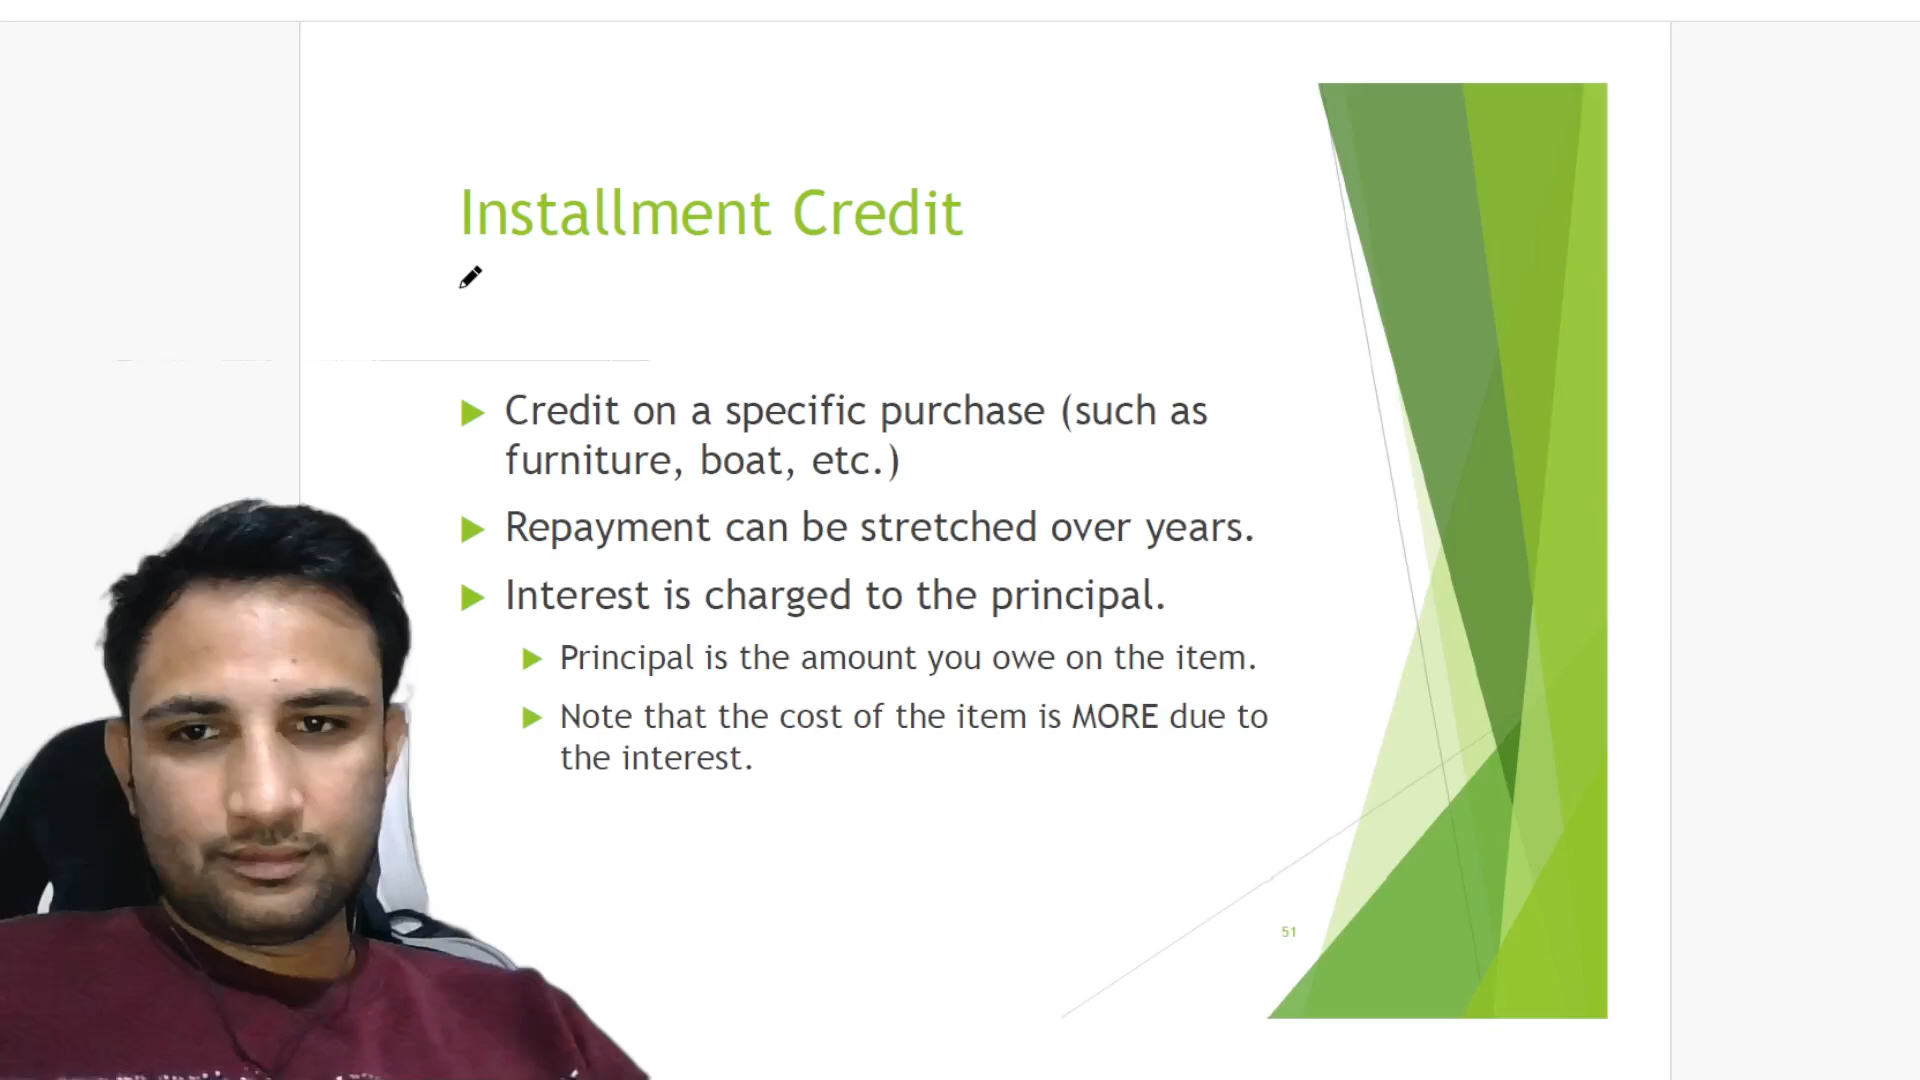 Installment Credit
Credit on a specific purchase (such as
furniture, boat, etc.)
Repayment can be stretched over years.
Interest is charged to the principal.
Principal is the amount you owe on the item.
Note that the cost of the item is MORE due to
the interest.
51